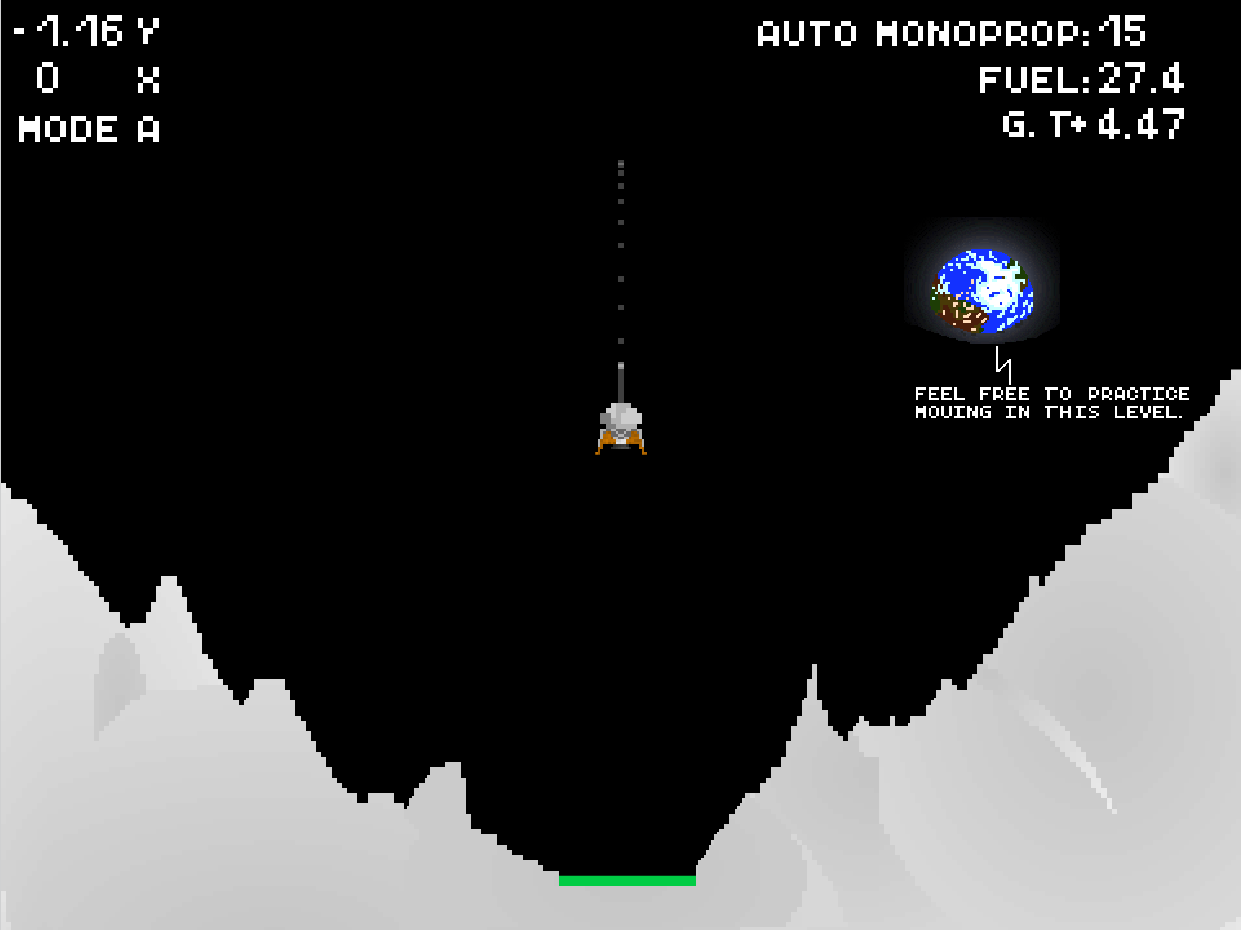 -1.16 Y
0 X
MODE A
AUTO MONOPROP: 15
FUEL: 27.4
G. T+ 4.47
FEEL FREE TO PRACTICE
MOVING IN THIS LEVEL.